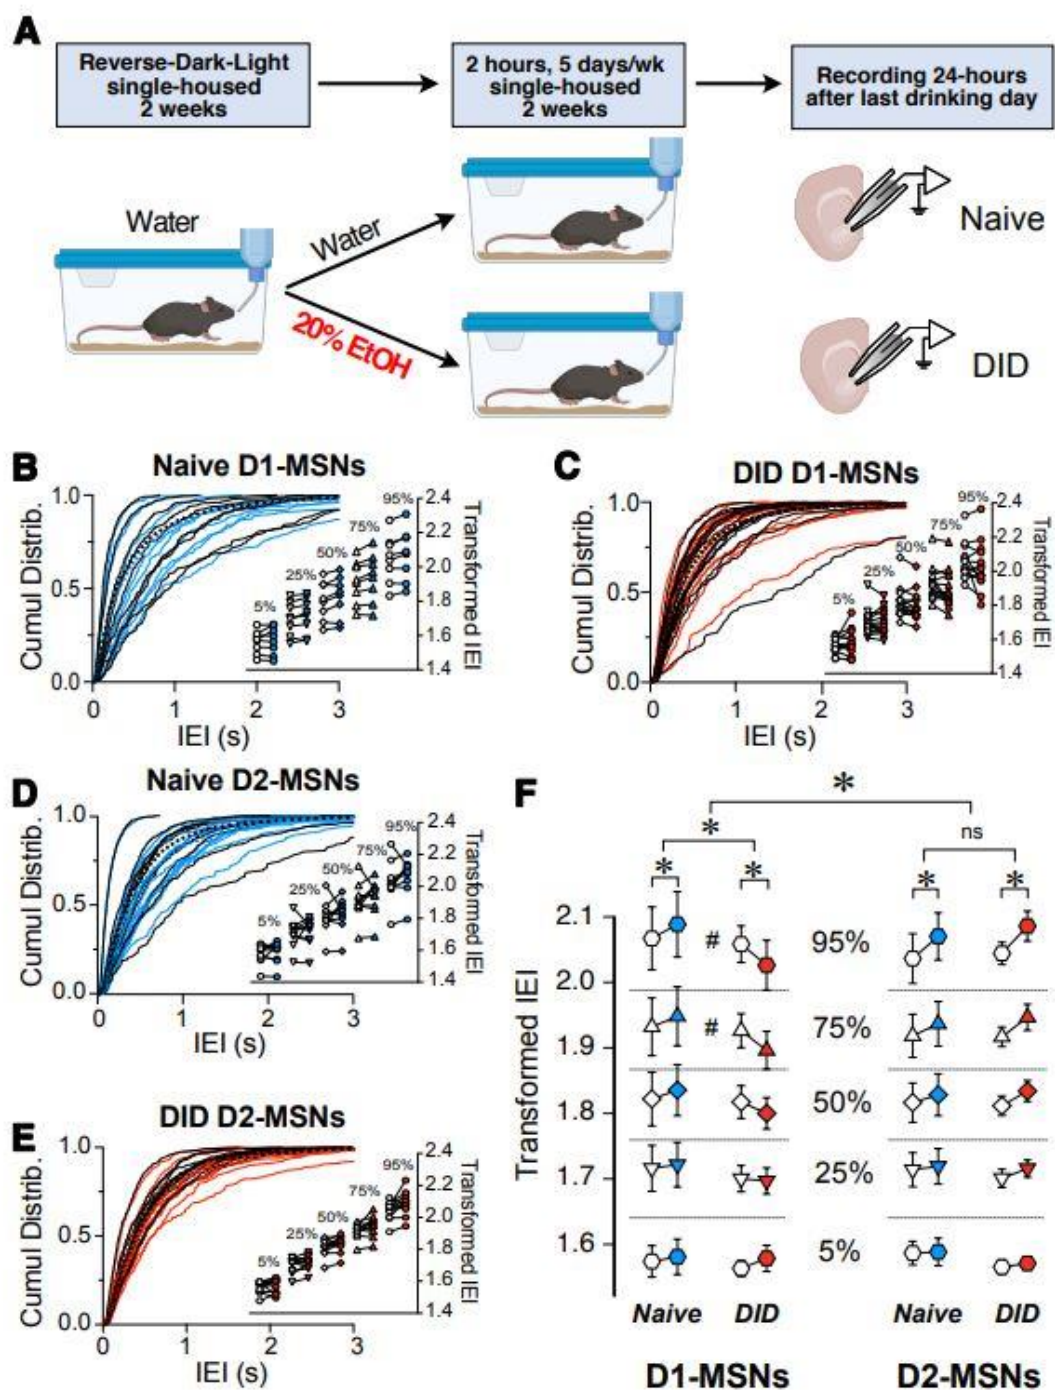 A
Reverse-Dark-Light
single-housed
2 weeks
2 hours, 5 days/wk
single-housed
2 weeks
Recording 24-hours
after last drinking day
Water
Water
20% EtOH
Naive
DID
B
Naive D1-MSNs
Cumul Distrib.
1.0
0.5
0.0
0
1
2
3
IEI (s)
5%
25%
50%
75%
95%
2.4
2.2
2.0
1.8
1.6
1.4
Transformed IEI
C
DID D1-MSNs
Cumul Distrib.
1.0
0.5
0.0
0
1
2
3
IEI (s)
5%
25%
50%
75%
95%
2.4
2.2
2.0
1.8
1.6
1.4
Transformed IEI
D
Naive D2-MSNs
Cumul Distrib.
1.0
0.5
0.0
0
1
2
3
IEI (s)
5%
25%
50%
75%
95%
2.4
2.2
2.0
1.8
1.6
1.4
Transformed IEI
E
DID D2-MSNs
Cumul Distrib.
1.0
0.5
0.0
0
1
2
3
IEI (s)
5%
25%
50%
75%
95%
2.4
2.2
2.0
1.8
1.6
1.4
Transformed IEI
F
*
* ns
* * * *
Transformed IEI
2.1
2.0
1.9
1.8
1.7
1.6
# 95%
# 75%
50%
25%
5%
Naive DID Naive DID
D1-MSNs D2-MSNs